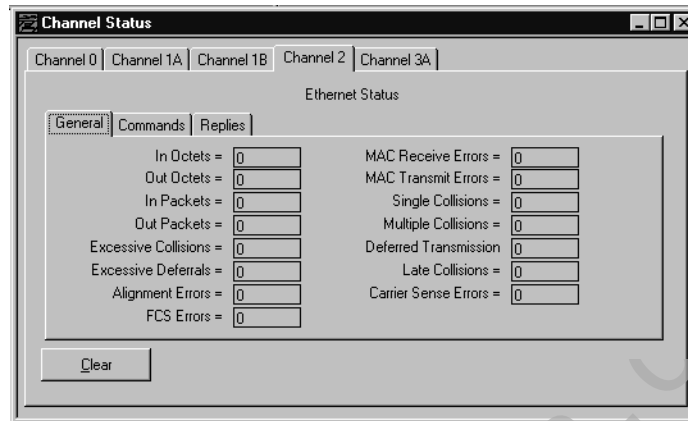 Channel Status
Channel 0 Channel 1A Channel 1B Channel 2 Channel 3A
Ethernet Status
General Commands Replies
In Octets = 0 MAC Receive Errors = 0
Out Octets = 0 MAC Transmit Errors = 0
In Packets = 0 Single Collisions = 0
Out Packets = 0 Multiple Collisions = 0
Excessive Collisions = 0 Deferred Transmission 0
Excessive Deferrals = 0 Late Collisions = 0
Alignment Errors = 0 Carrier Sense Errors = 0
FCS Errors = 0
Clear